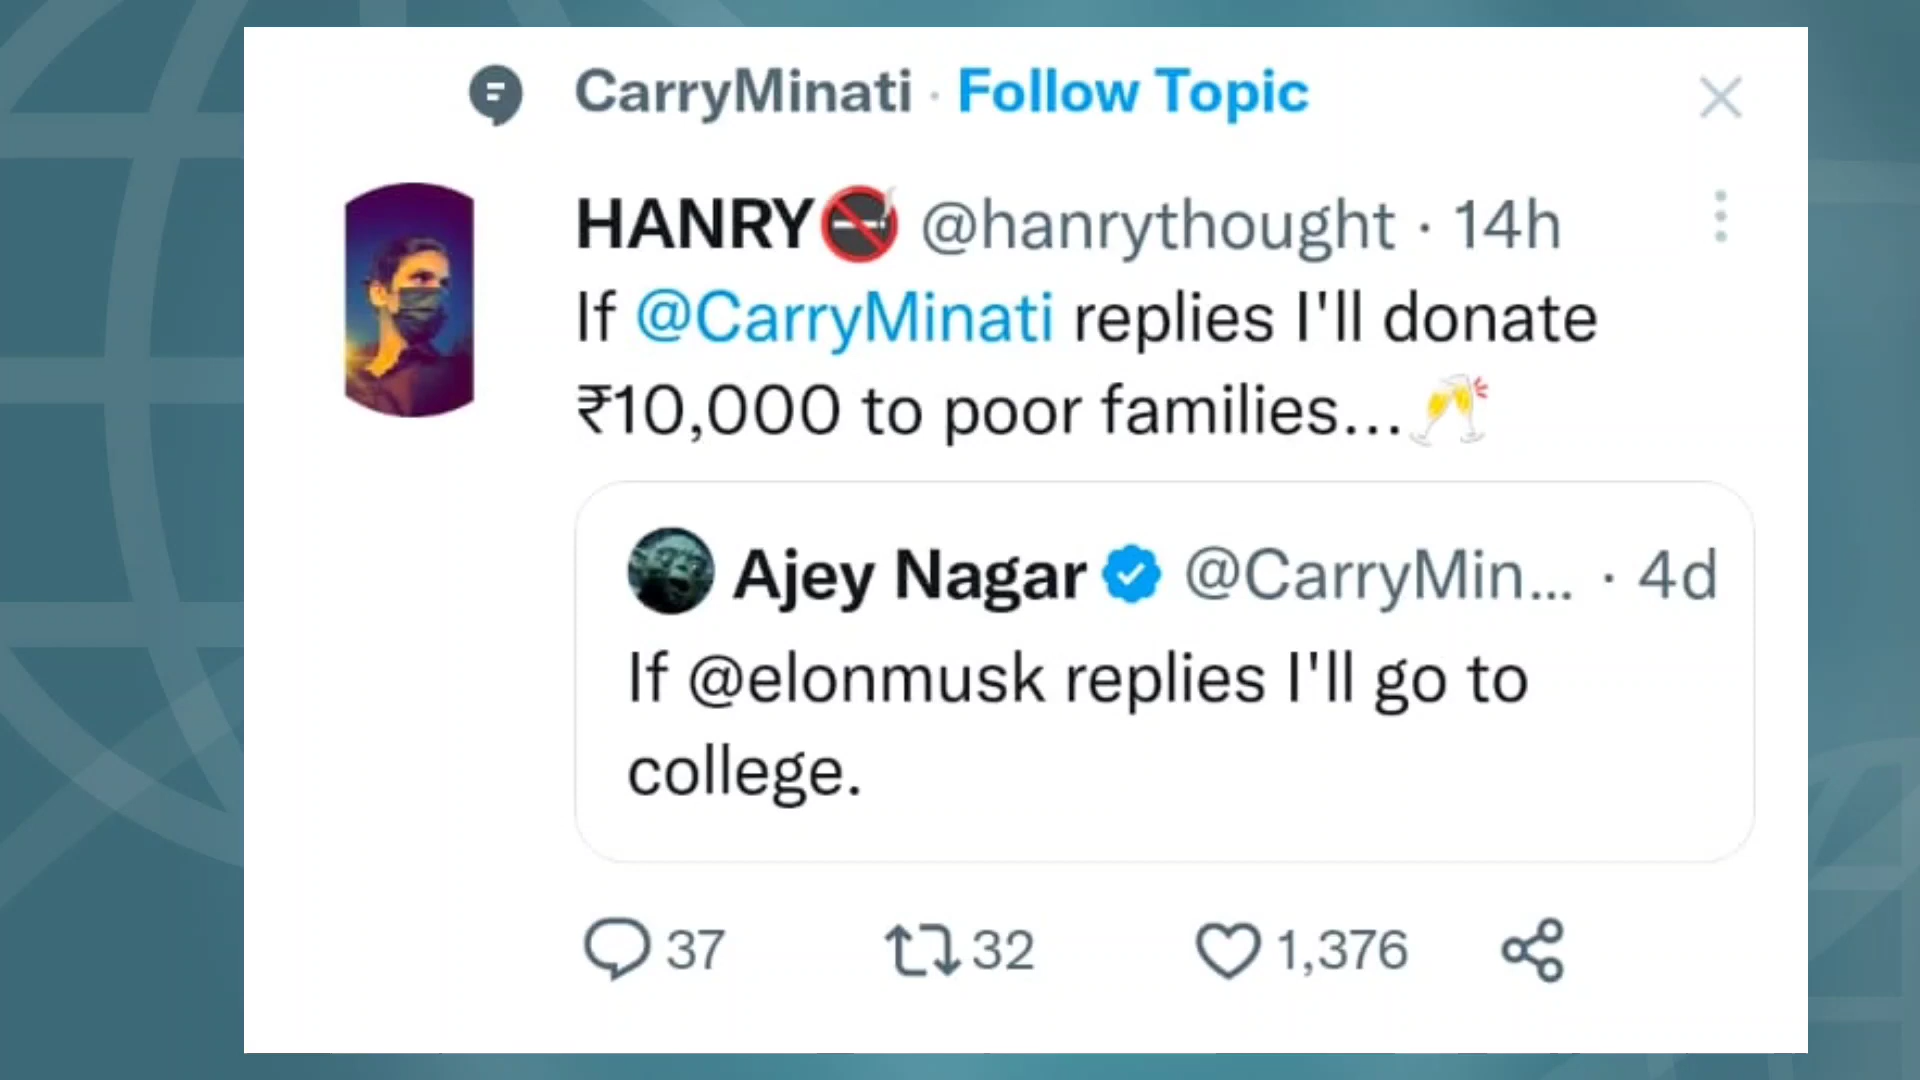 CarryMinati · Follow Topic
HANRY🚭 @hanrythought · 14h
If @CarryMinati replies I'll donate
₹10,000 to poor families...🥂
Ajey Nagar @CarryMin... · 4d
If @elonmusk replies I'll go to
college.
37 32 1,376